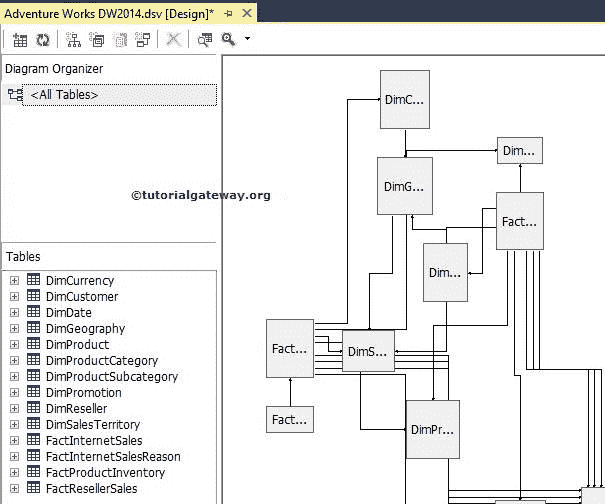 Adventure Works DW2014.dsv [Design]*
Diagram Organizer
<All Tables>
©tutorialgateway.org
Tables
DimCurrency
DimCustomer
DimDate
DimGeography
DimProduct
DimProductCategory
DimProductSubcategory
DimPromotion
DimReseller
DimSalesTerritory
FactInternetSales
FactInternetSalesReason
FactProductInventory
FactResellerSales
DimC...
Dim...
DimG...
Fact...
Dim...
Fact...
DimS...
Fact...
DimPr...